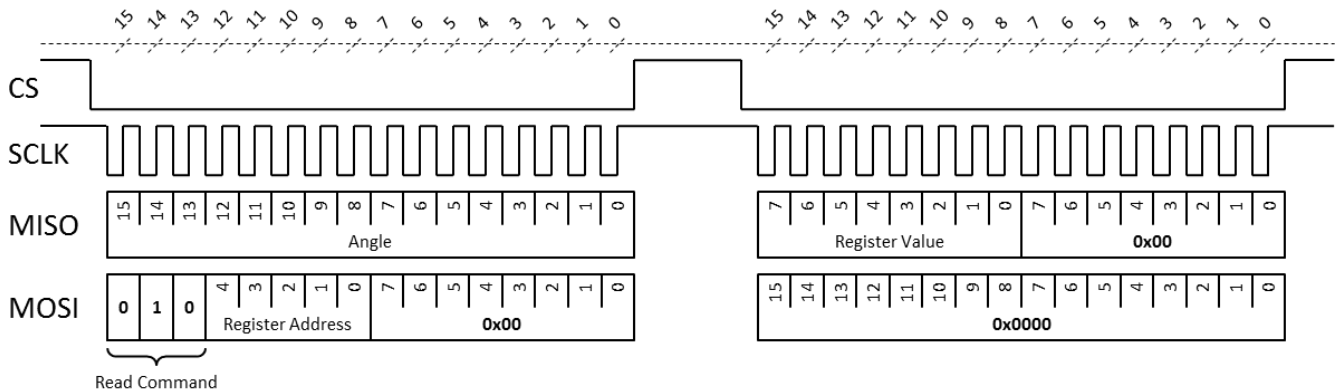 15 14 13 12 11 10 9 8 7 6 5 4 3 2 1 0 15 14 13 12 11 10 9 8 7 6 5 4 3 2 1 0
CS
SCLK
MISO 15 14 13 12 11 10 9 8 7 6 5 4 3 2 1 0 7 6 5 4 3 2 1 0 7 6 5 4 3 2 1 0
Angle Register Value 0x00
MOSI 0 1 0 4 3 2 1 0 7 6 5 4 3 2 1 0 15 14 13 12 11 10 9 8 7 6 5 4 3 2 1 0
Register Address 0x00 0x0000
Read Command